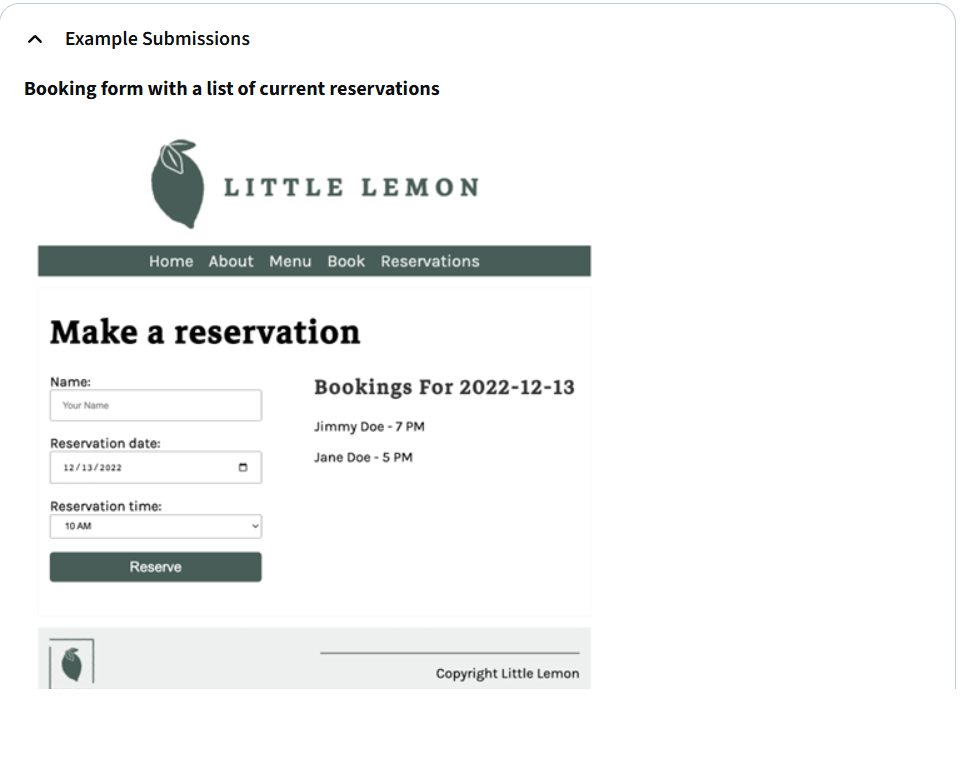 Example Submissions
Booking form with a list of current reservations
LITTLE LEMON
Home About Menu Book Reservations
Make a reservation
Name:
Your Name
Reservation date:
12/13/2022
Reservation time:
10 AM
Reserve
Bookings For 2022-12-13
Jimmy Doe - 7 PM
Jane Doe - 5 PM
Copyright Little Lemon